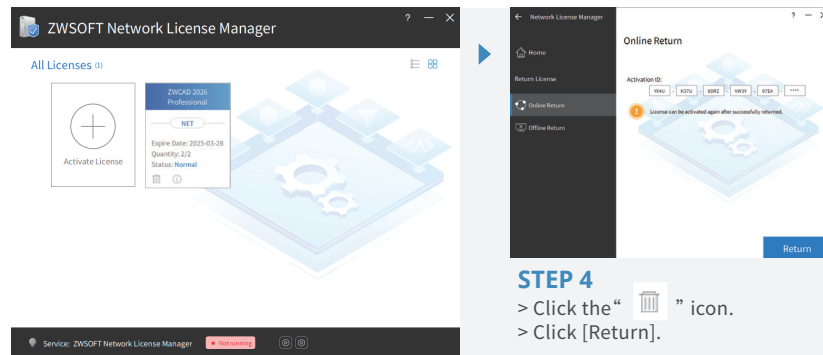 ZWSOFT Network License Manager
? — ×
All Licenses (1)
Activate License
ZWCAD 2026
Professional
NET
Expire Date: 2025-03-28
Quantity: 2/2
Status: Normal
Service: ZWSOFT Network License Manager
Not running
← Network License Manager
Home
Return License
Online Return
Offline Return
? —
Online Return
Activation ID:
- K37U - - VW3Y - 97EA - ****
License can be activated again after successfully returned.
Return
STEP 4
> Click the“ ” icon.
> Click [Return].